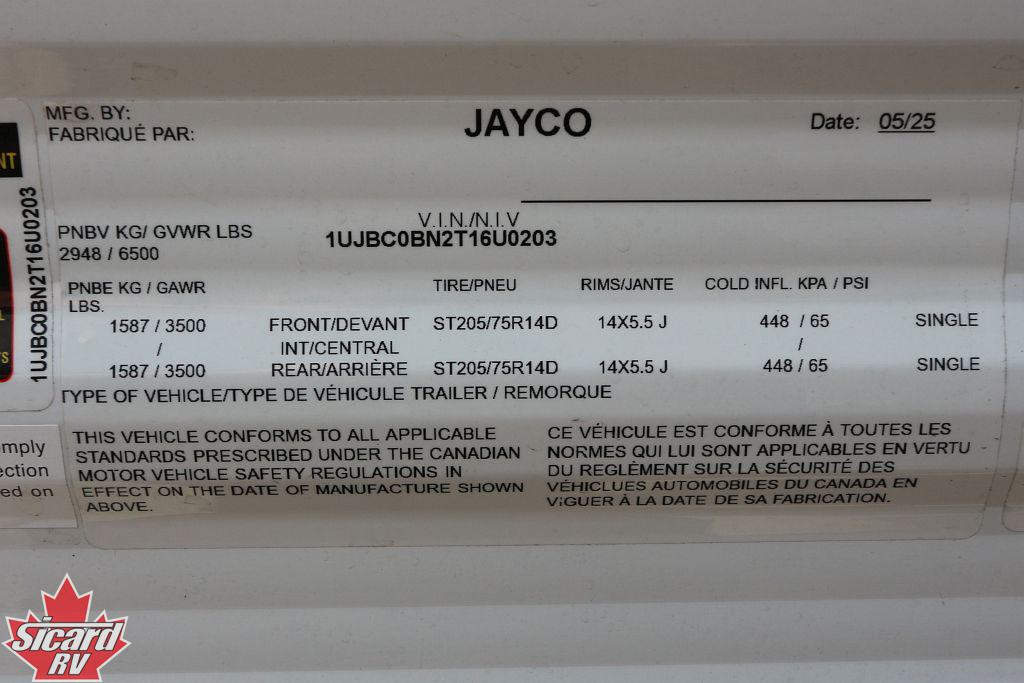 MFG. BY:
FABRIQUÉ PAR:
JAYCO
Date: 05/25
NT
1UJBC0BN2T16U0203
V.I.N./N.I.V
1UJBC0BN2T16U0203
PNBV KG/ GVWR LBS
2948 / 6500
PNBE KG / GAWR LBS. TIRE/PNEU RIMS/JANTE COLD INFL. KPA / PSI
1587 / 3500 FRONT/DEVANT ST205/75R14D 14X5.5 J 448 / 65 SINGLE
/ INT/CENTRAL /
1587 / 3500 REAR/ARRIÈRE ST205/75R14D 14X5.5 J 448 / 65 SINGLE
TYPE OF VEHICLE/TYPE DE VÉHICULE TRAILER / REMORQUE
THIS VEHICLE CONFORMS TO ALL APPLICABLE
STANDARDS PRESCRIBED UNDER THE CANADIAN
MOTOR VEHICLE SAFETY REGULATIONS IN
EFFECT ON THE DATE OF MANUFACTURE SHOWN
ABOVE.
CE VÉHICULE EST CONFORME À TOUTES LES
NORMES QUI LUI SONT APPLICABLES EN VERTU
DU REGLÈMENT SUR LA SÉCURITÉ DES
VÉHICLUES AUTOMOBILES DU CANADA EN
VIGUER À LA DATE DE SA FABRICATION.
mply
ection
ed on
Sicard
RV